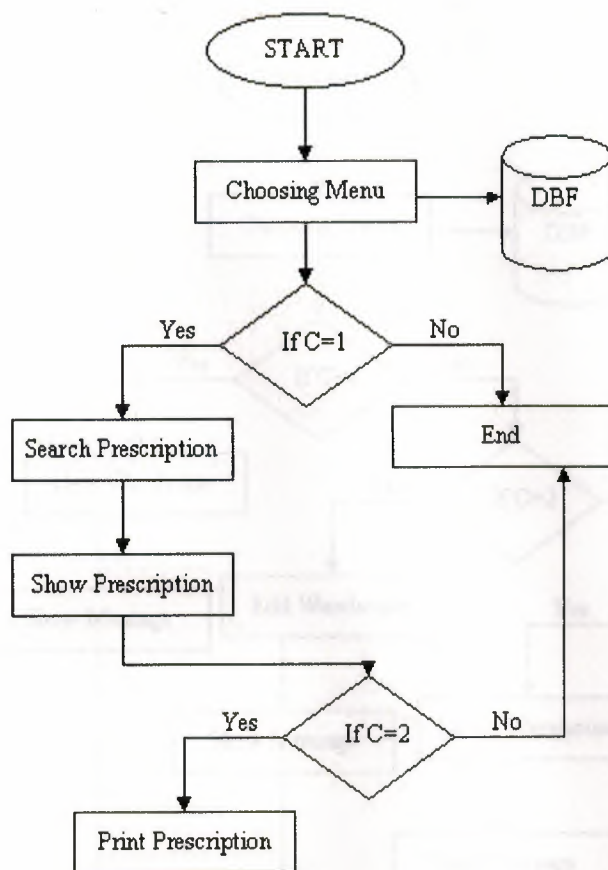 START
Choosing Menu
DBF
If C=1
Yes
No
Search Prescription
End
Show Prescription
If C=2
Yes
No
Print Prescription